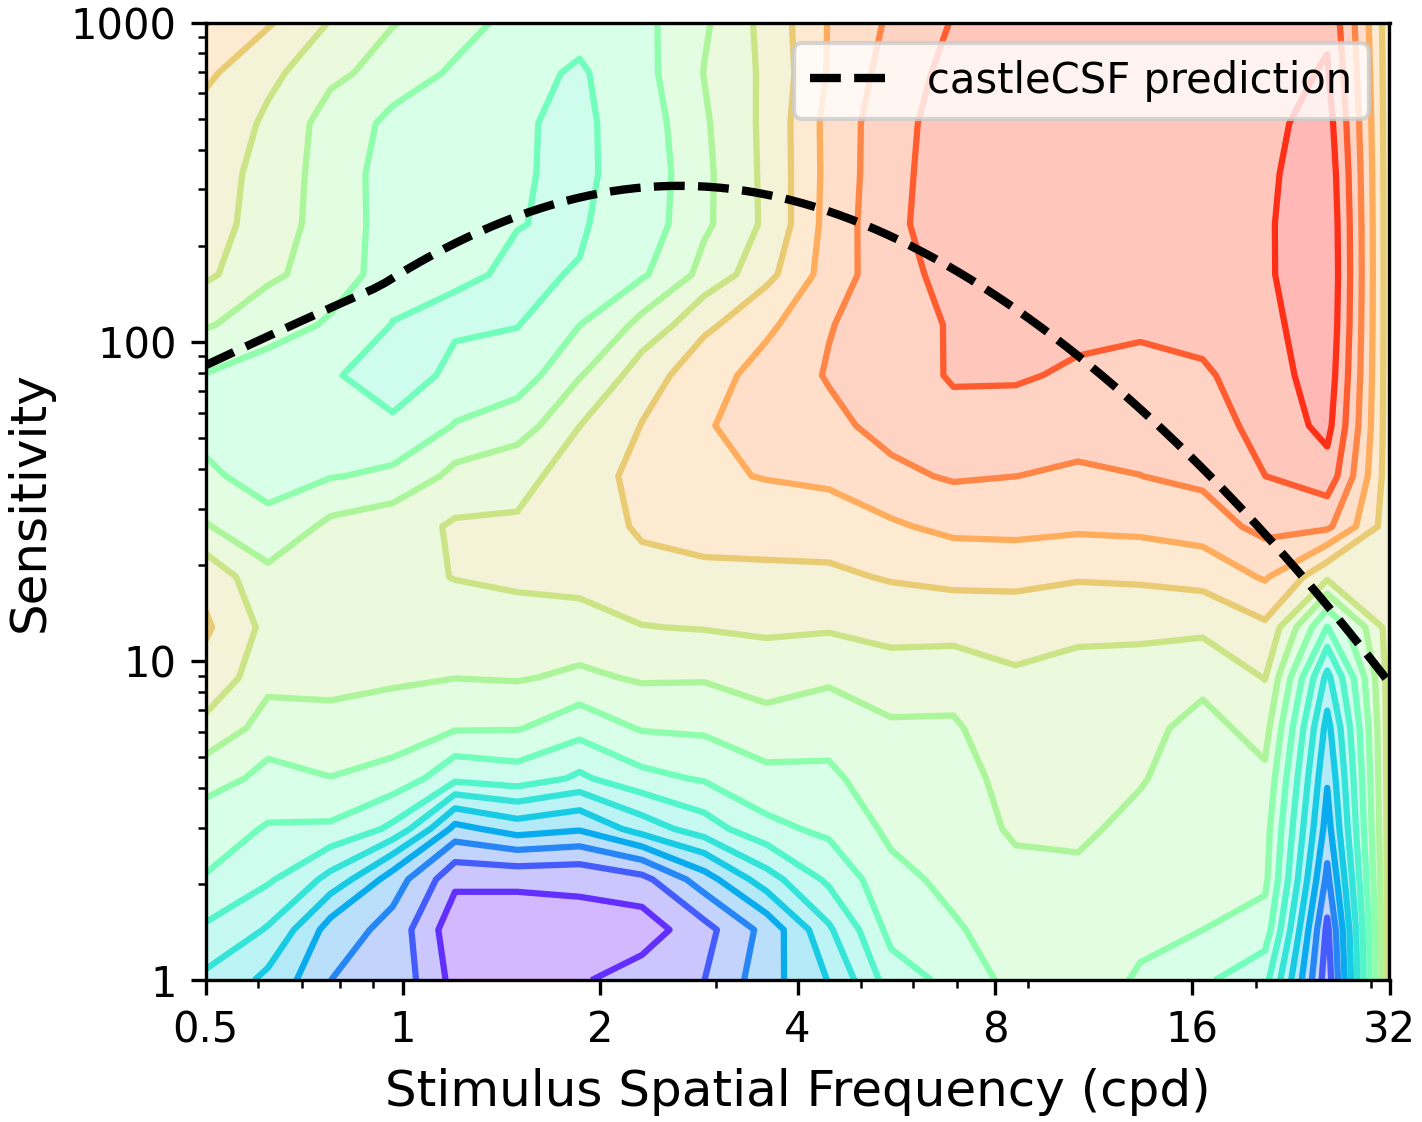 1000
100
10
1
Sensitivity
castleCSF prediction
0.5 1 2 4 8 16 32
Stimulus Spatial Frequency (cpd)